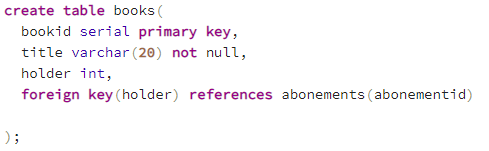 create table books(
bookid serial primary key,
title varchar(20) not null,
holder int,
foreign key(holder) references abonements(abonementid)
);